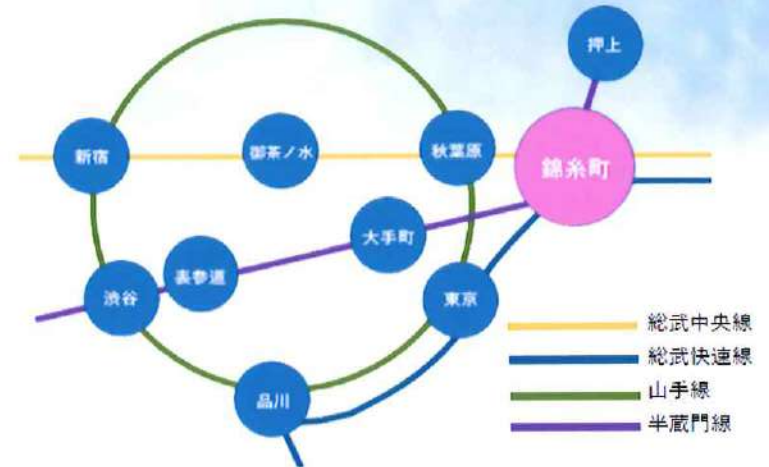 押上
新宿
御茶ノ水
秋葉原
錦糸町
大手町
表参道
渋谷
東京
品川
総武中央線
総武快速線
山手線
半蔵門線